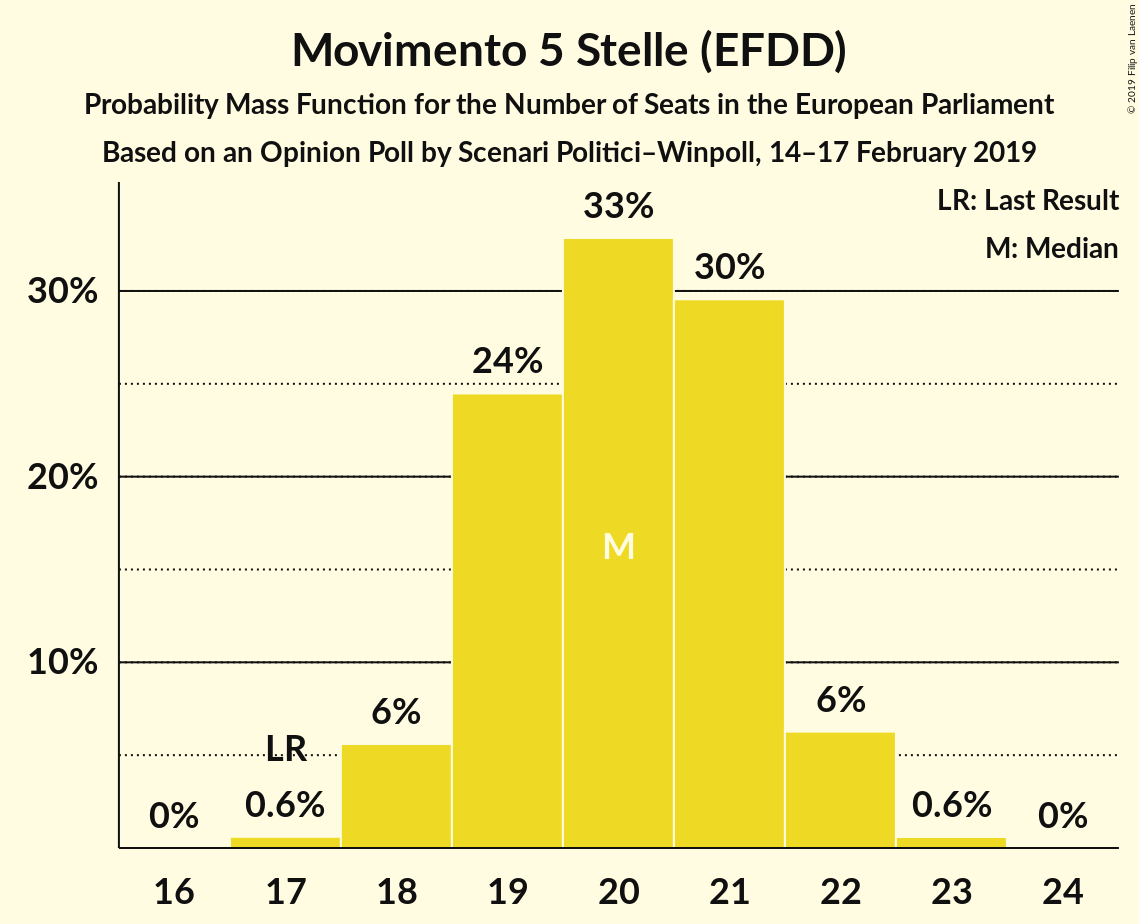 Movimento 5 Stelle (EFDD)
Probability Mass Function for the Number of Seats in the European Parliament
Based on an Opinion Poll by Scenari Politici–Winpoll, 14–17 February 2019
© 2019 Filip van Laenen
LR: Last Result
M: Median
33%
30%
30%
24%
20%
M
10%
6%
6%
LR
0%
0.6%
0.6%
0%
16 17 18 19 20 21 22 23 24